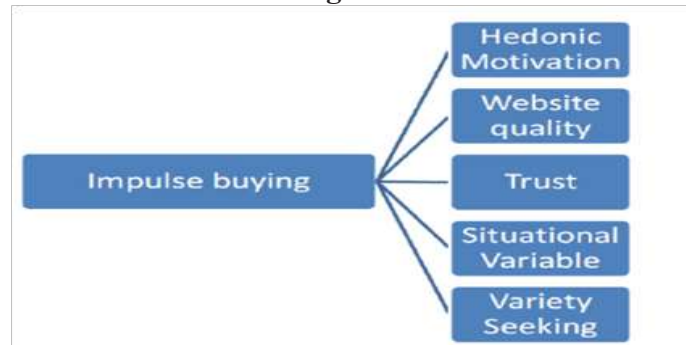 Hedonic
Motivation
Website
quality
Impulse buying
Trust
Situational
Variable
Variety
Seeking